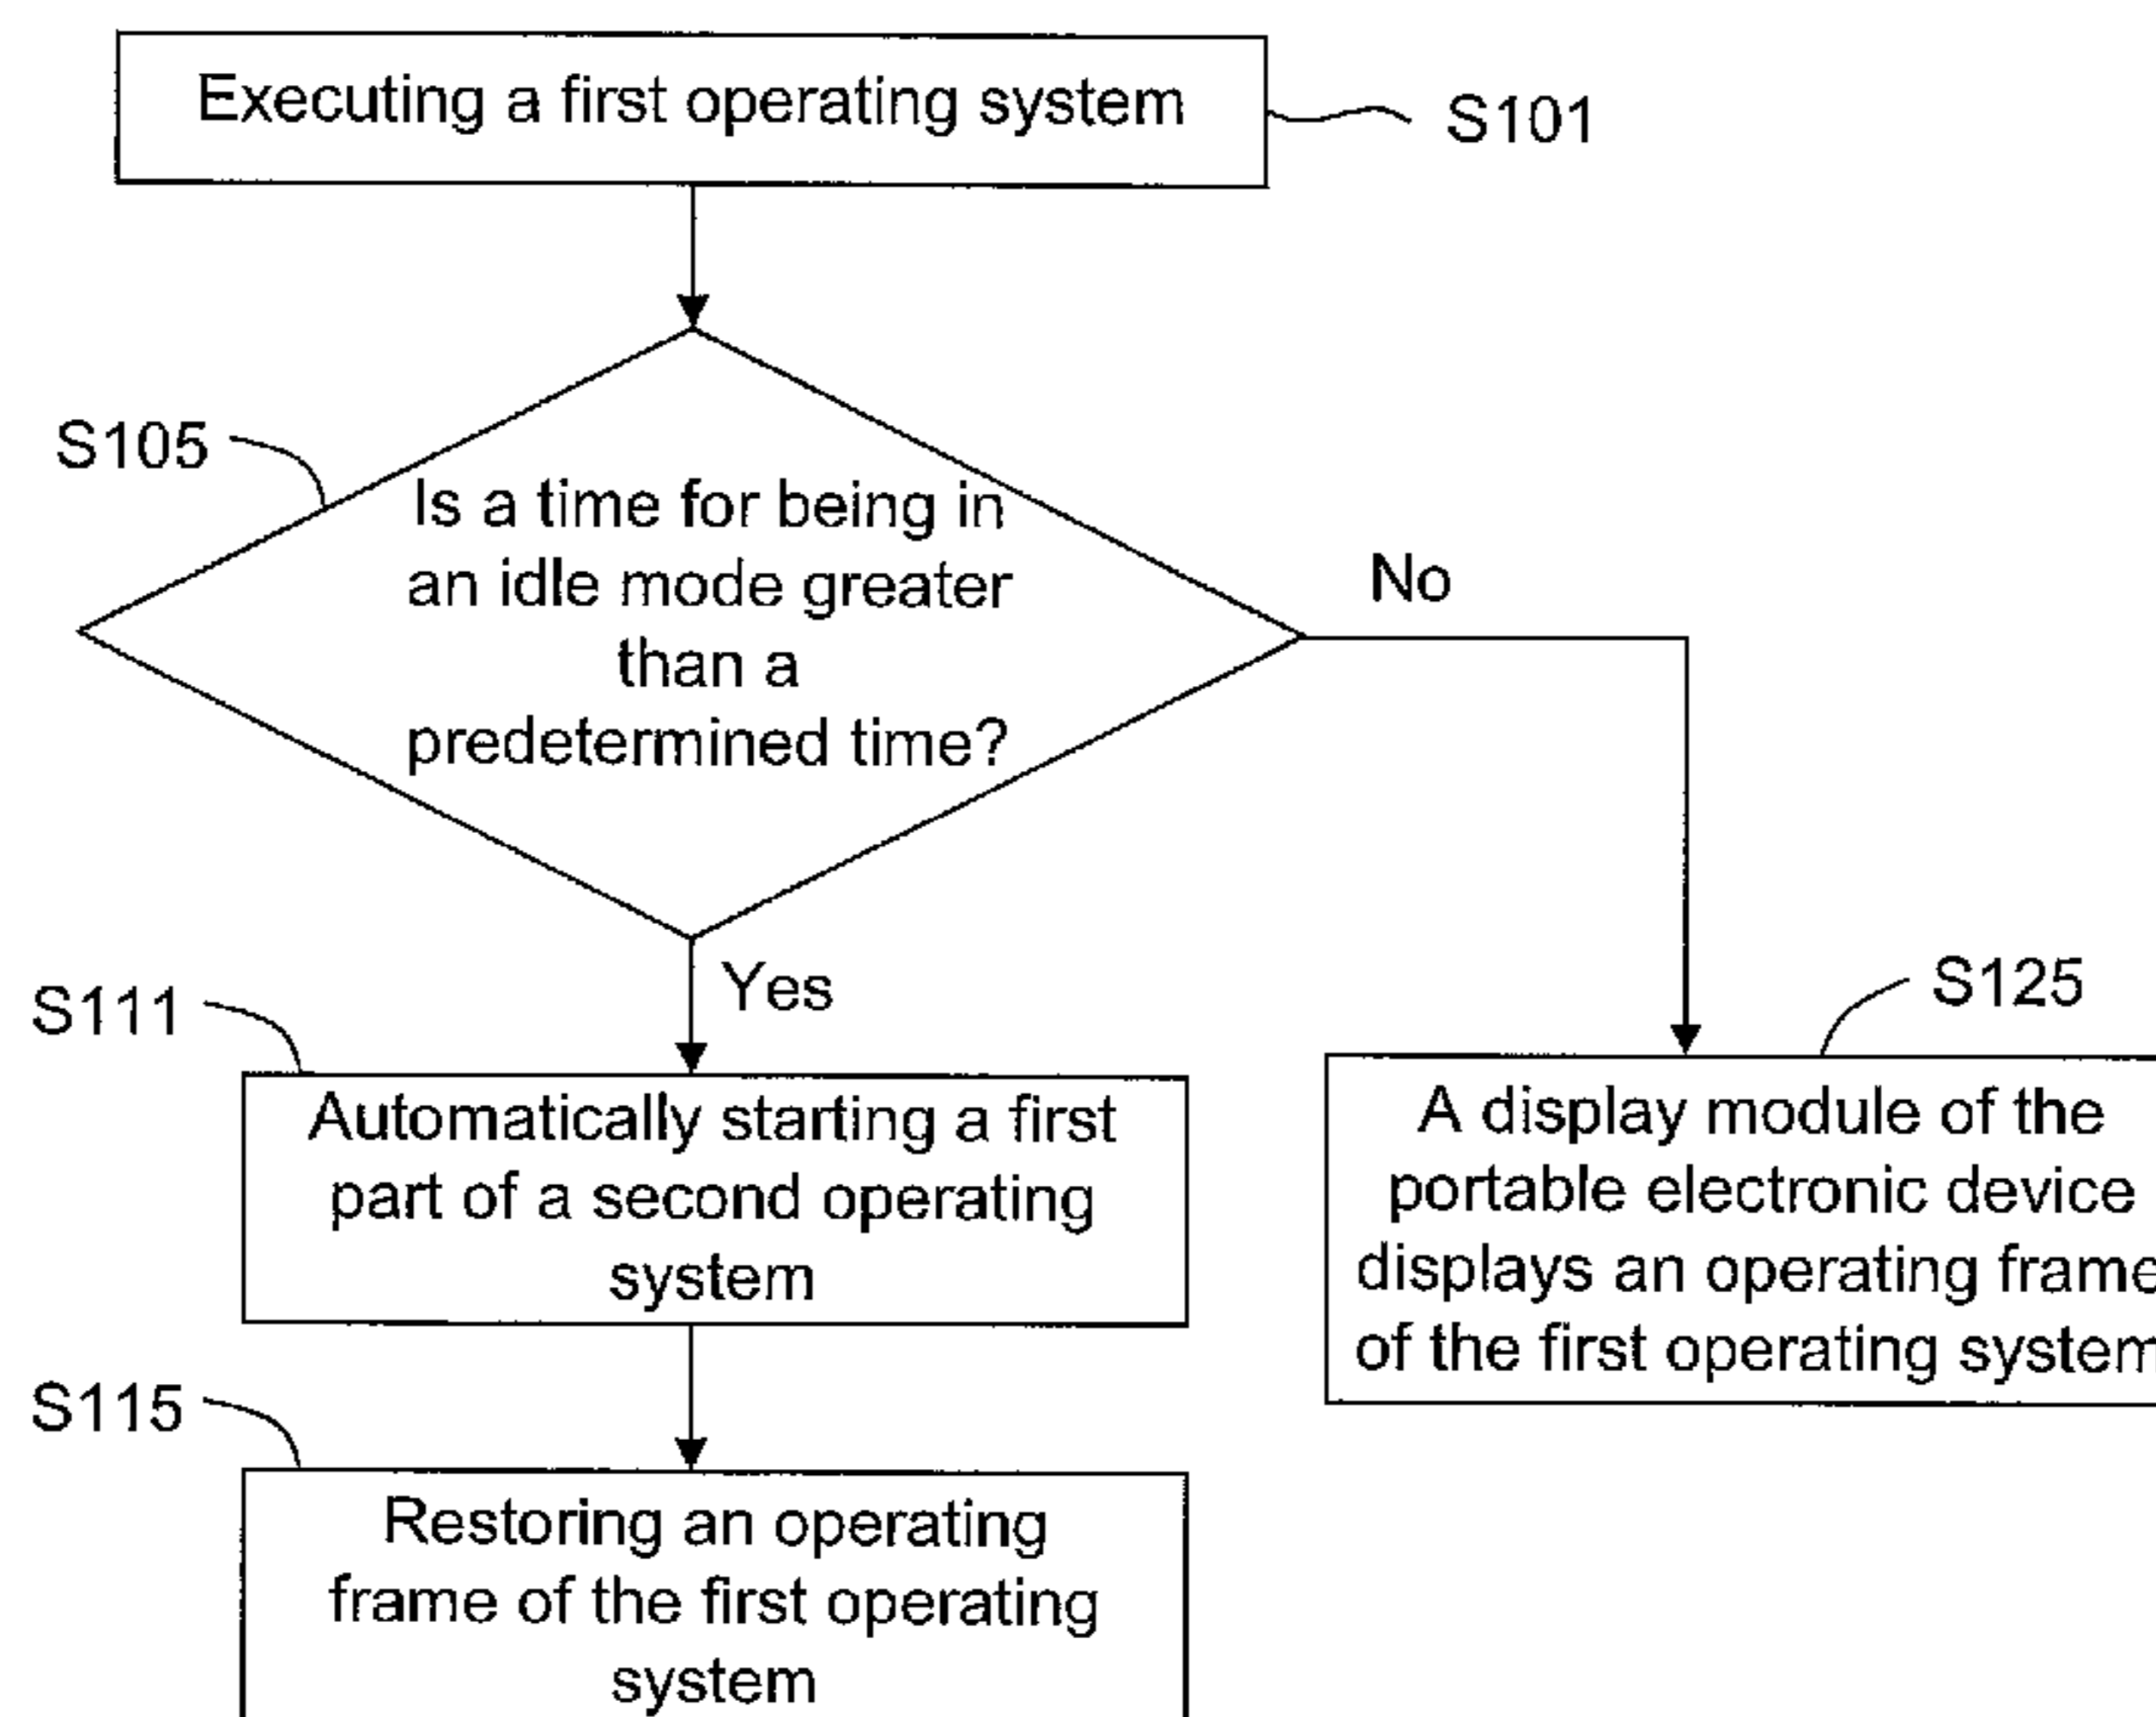 Executing a first operating system
S101
S105
Is a time for being in
an idle mode greater
than a
predetermined time?
No
Yes
S111
Automatically starting a first
part of a second operating
system
S125
A display module of the
portable electronic device
displays an operating frame
of the first operating system
S115
Restoring an operating
frame of the first operating
system